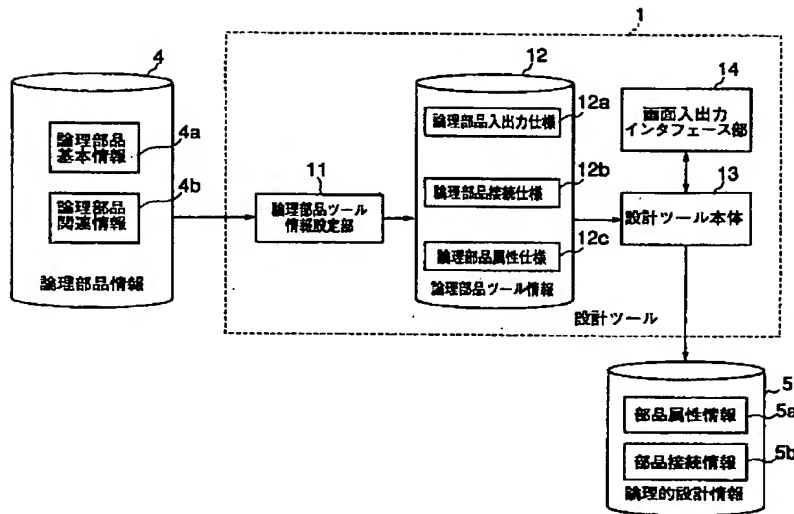 1
4
論理部品
基本情報
4a
論理部品
関連情報
4b
論理部品情報
11
論理部品ツール
情報設定部
12
論理部品入出力仕様
12a
論理部品接続仕様
12b
論理部品属性仕様
12c
論理部品ツール情報
14
画面入出力
インタフェース部
13
設計ツール本体
設計ツール
5
部品属性情報
5a
部品接続情報
5b
論理的設計情報